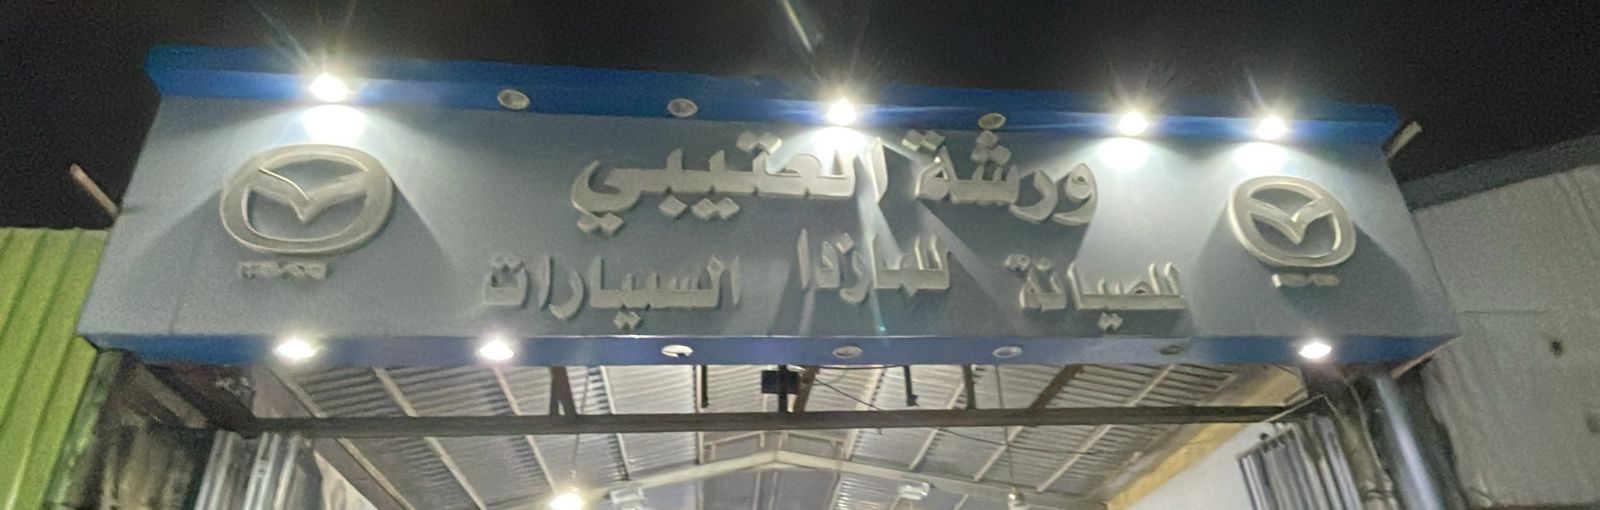 ورشة العتيبي
للصيانة للمازدا السيارات